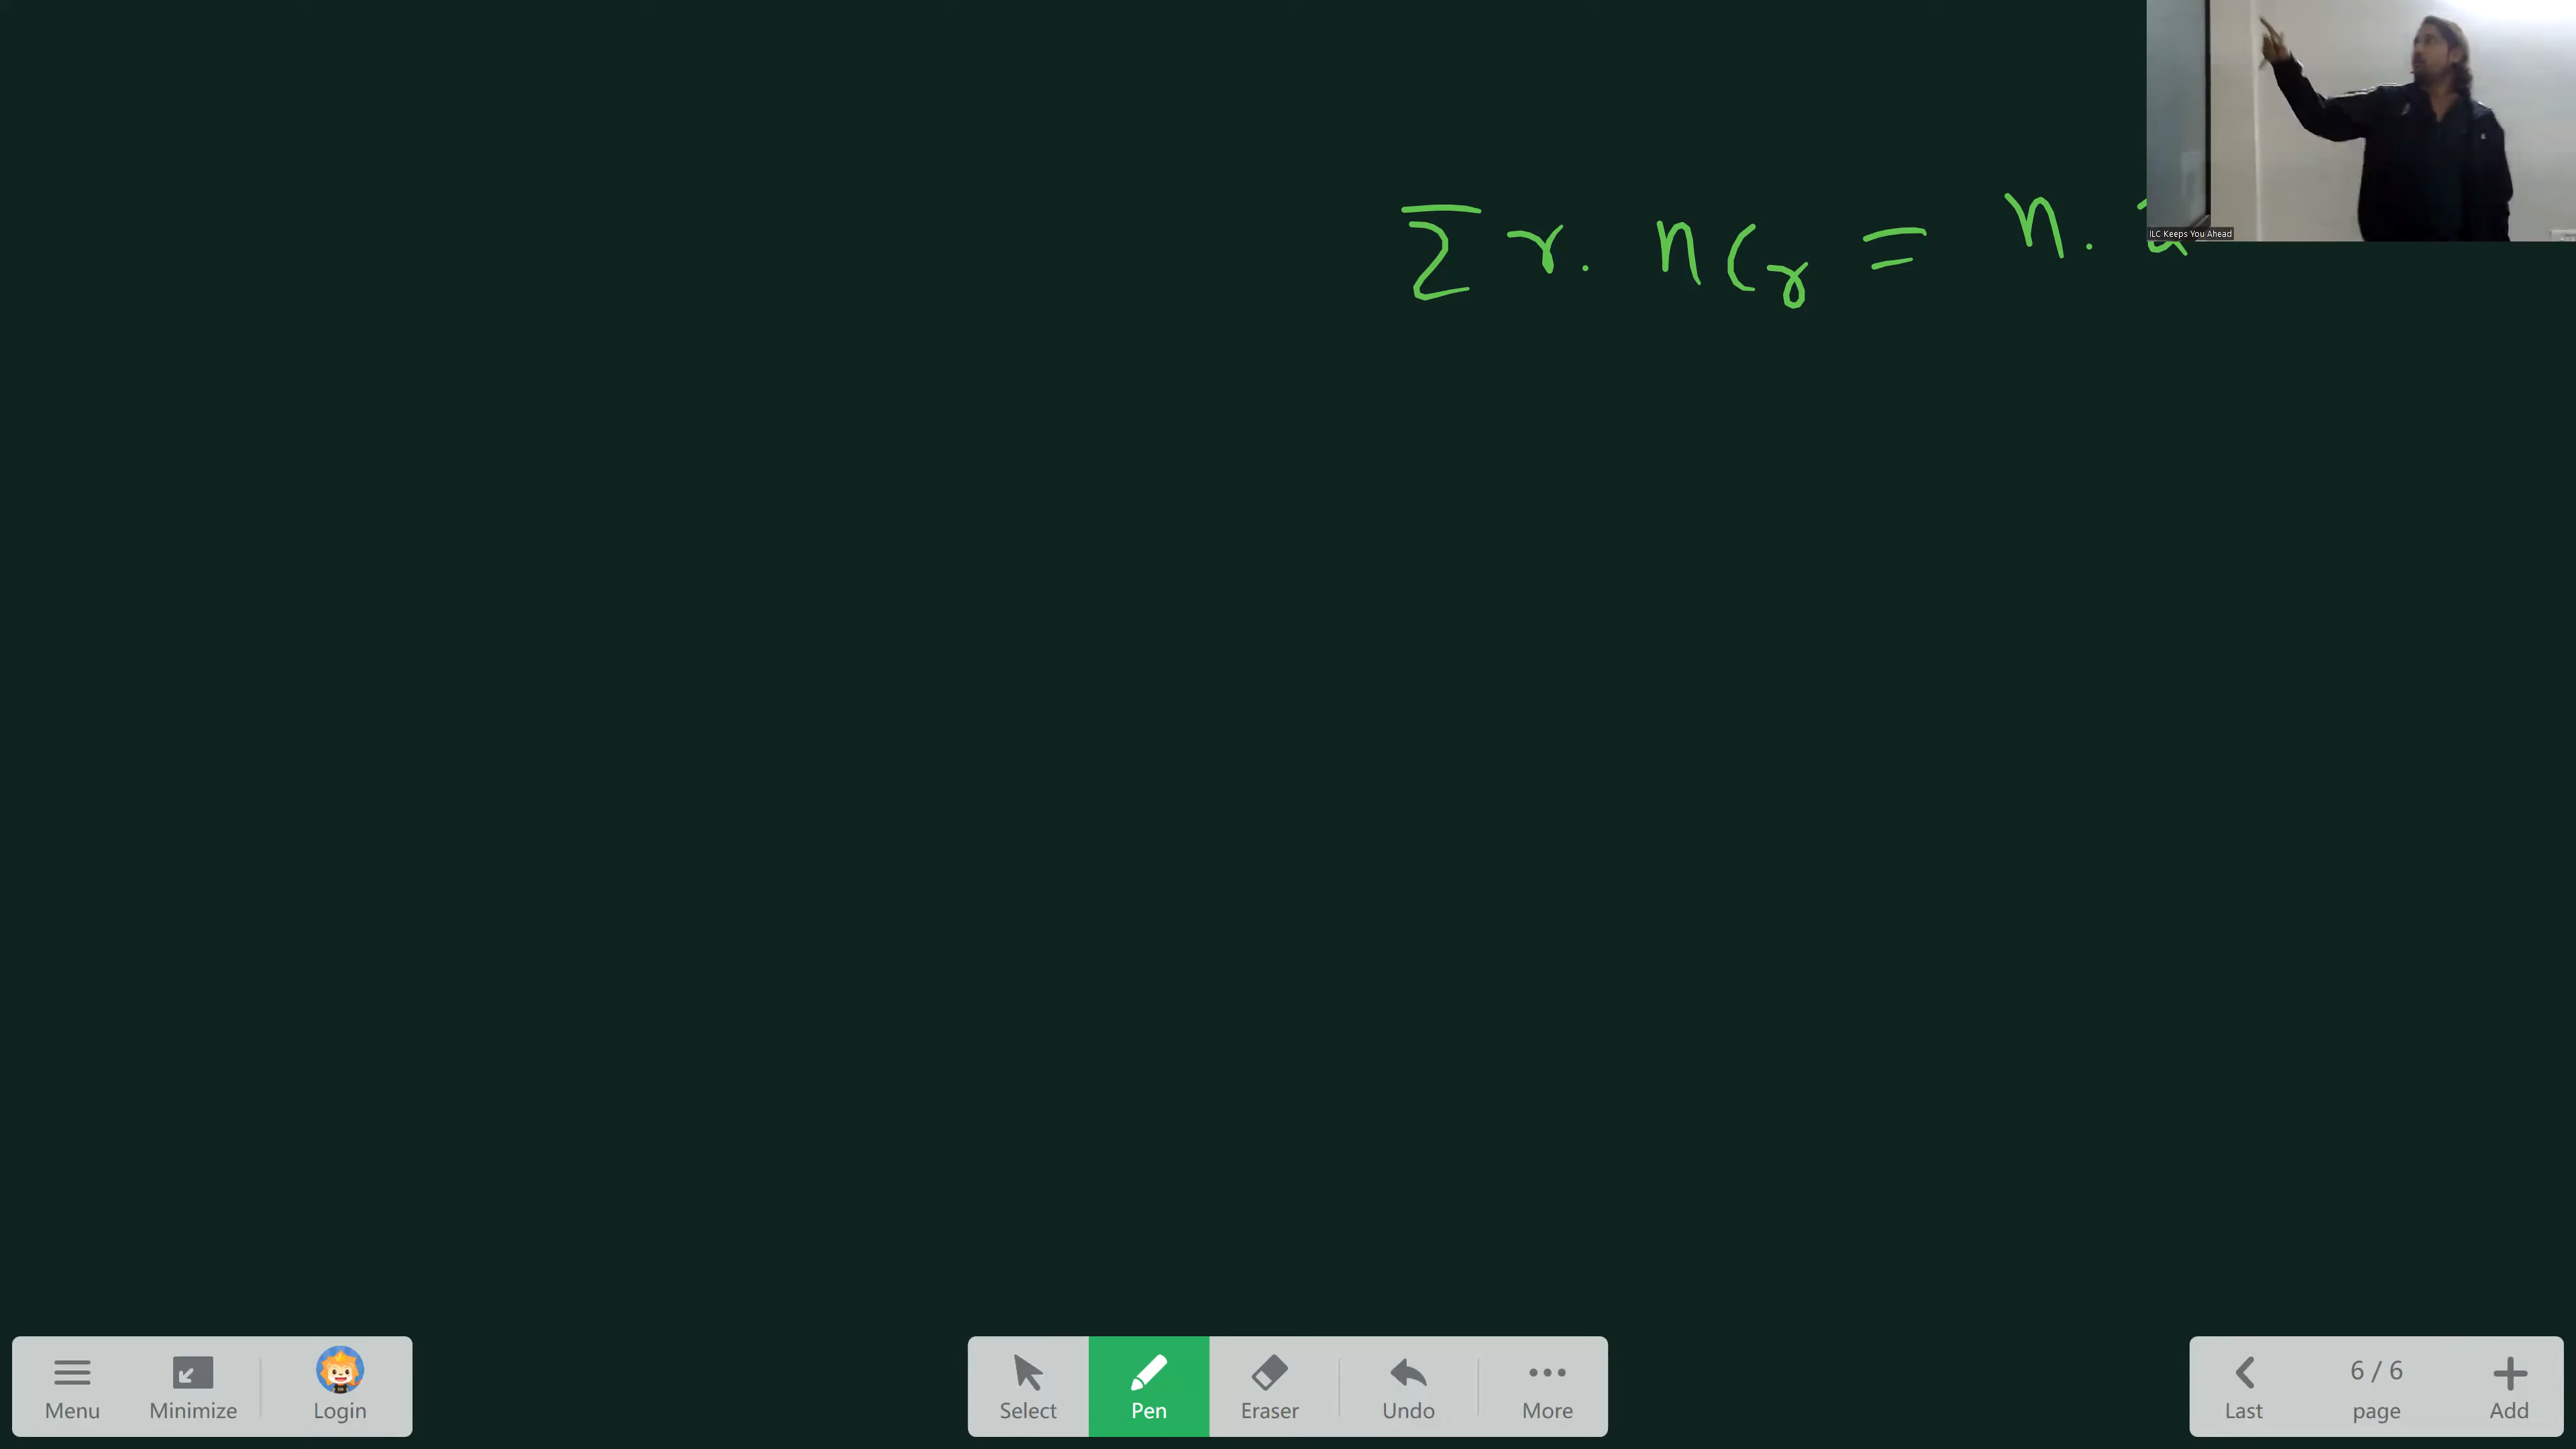 ILC Keeps You Ahead
Σ r. nCr = n.
Menu Minimize Login Select Pen Eraser Undo More Last 6 / 6 page Add